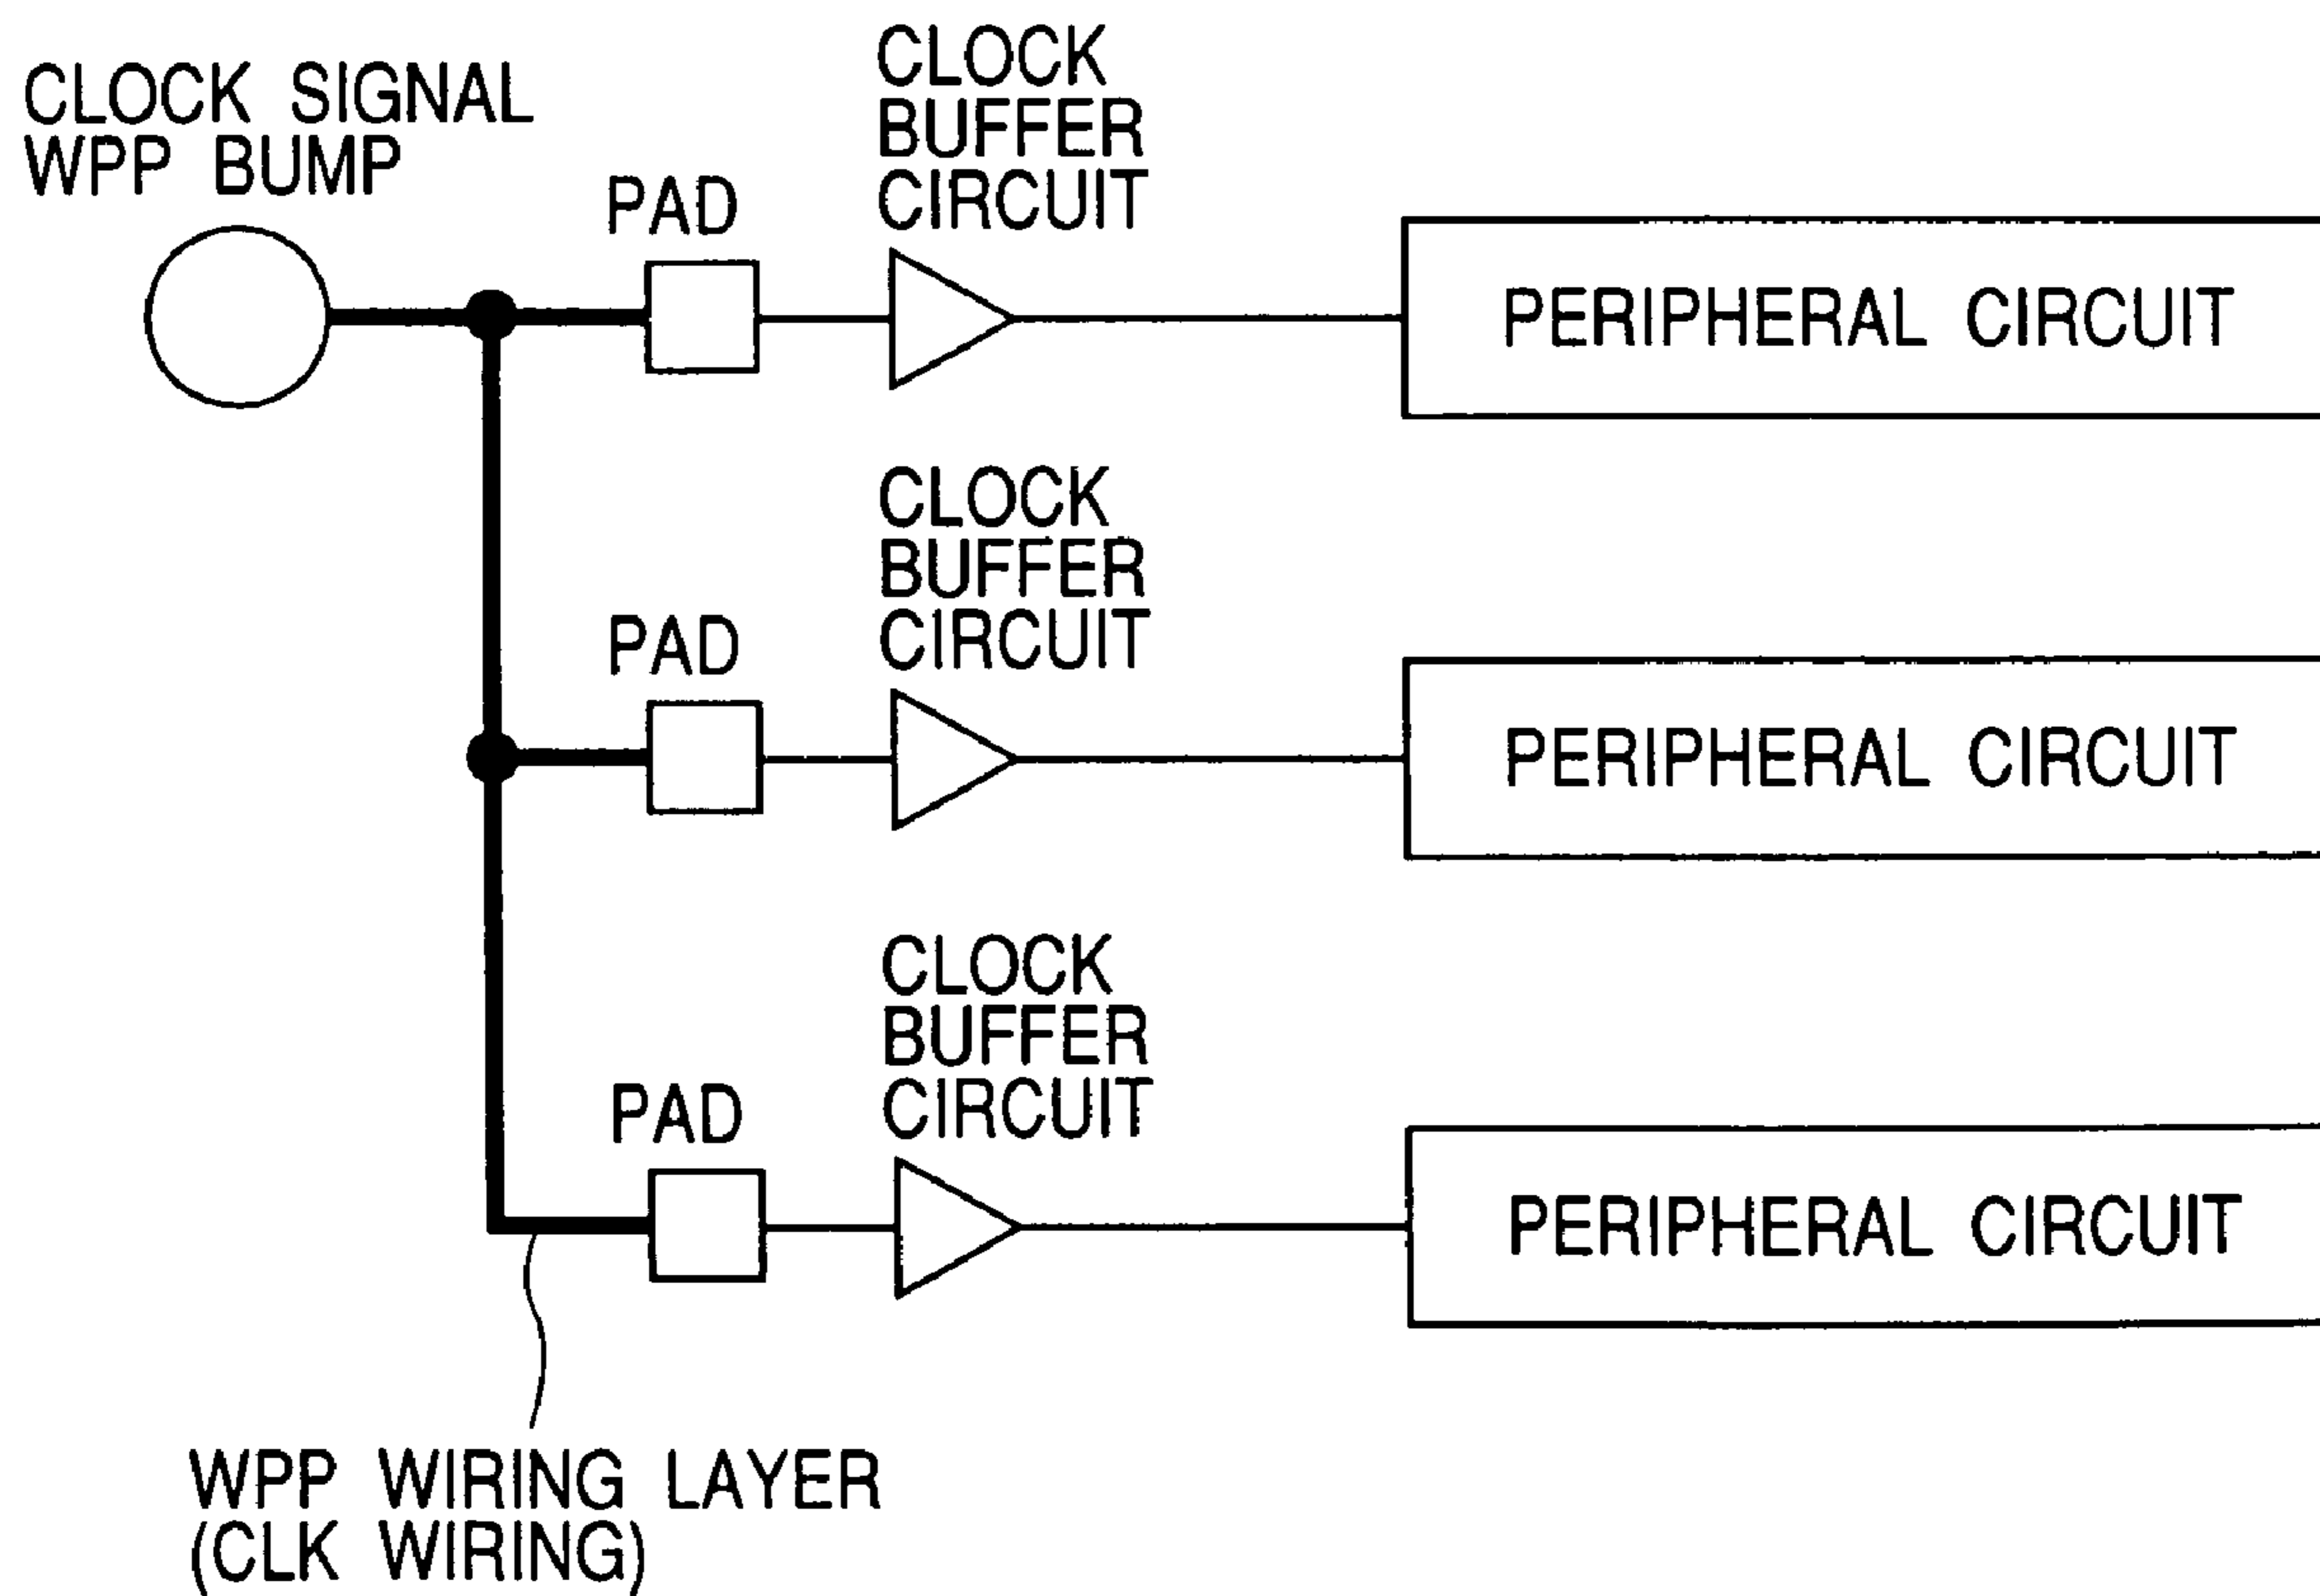 CLOCK SIGNAL
WPP BUMP
PAD
CLOCK
BUFFER
CIRCUIT
PERIPHERAL CIRCUIT
PAD
CLOCK
BUFFER
CIRCUIT
PERIPHERAL CIRCUIT
PAD
CLOCK
BUFFER
CIRCUIT
PERIPHERAL CIRCUIT
WPP WIRING LAYER
(CLK WIRING)